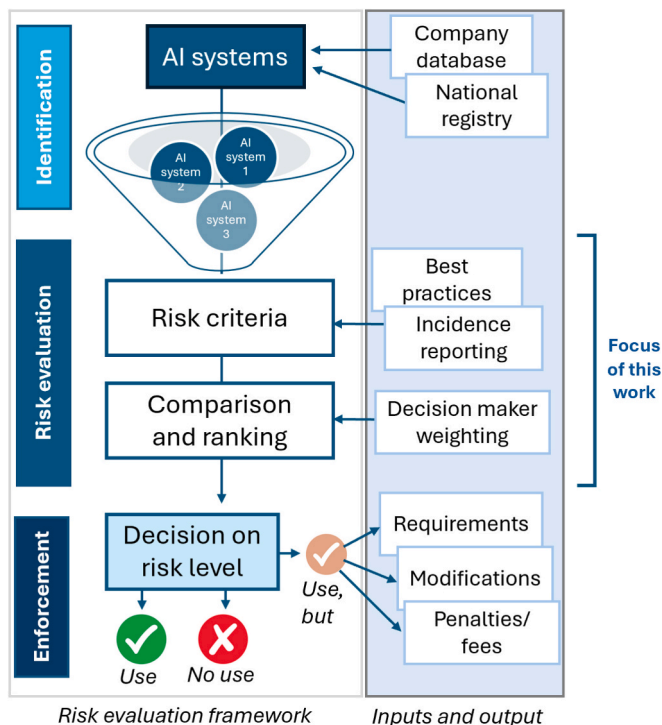 Identification
AI systems
Company
database
National
registry
AI
system
1
AI
system
2
AI
system
3
Risk evaluation
Risk criteria
Best
practices
Incidence
reporting
Comparison
and ranking
Decision maker
weighting
Focus
of this
work
Enforcement
Decision on
risk level
Use
No use
Use,
but
Requirements
Modifications
Penalties/
fees
Risk evaluation framework
Inputs and output